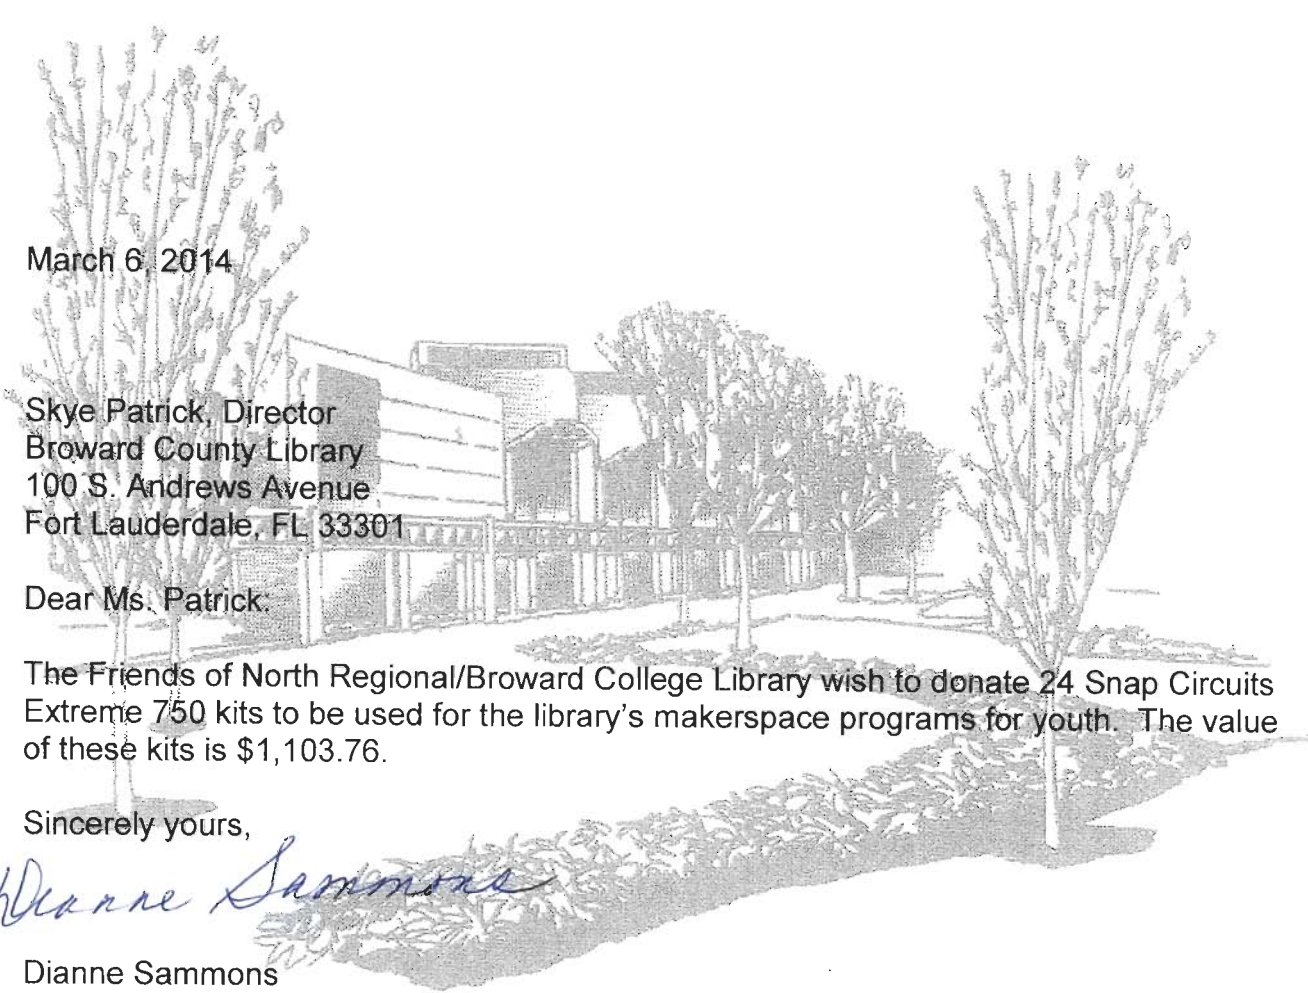 March 6, 2014
Skye Patrick, Director
Broward County Library
100 S. Andrews Avenue
Fort Lauderdale, FL 33301
Dear Ms. Patrick:
The Friends of North Regional/Broward College Library wish to donate 24 Snap Circuits
Extreme 750 kits to be used for the library's makerspace programs for youth. The value
of these kits is $1,103.76.
Sincerely yours,
Dianne Sammons
Dianne Sammons